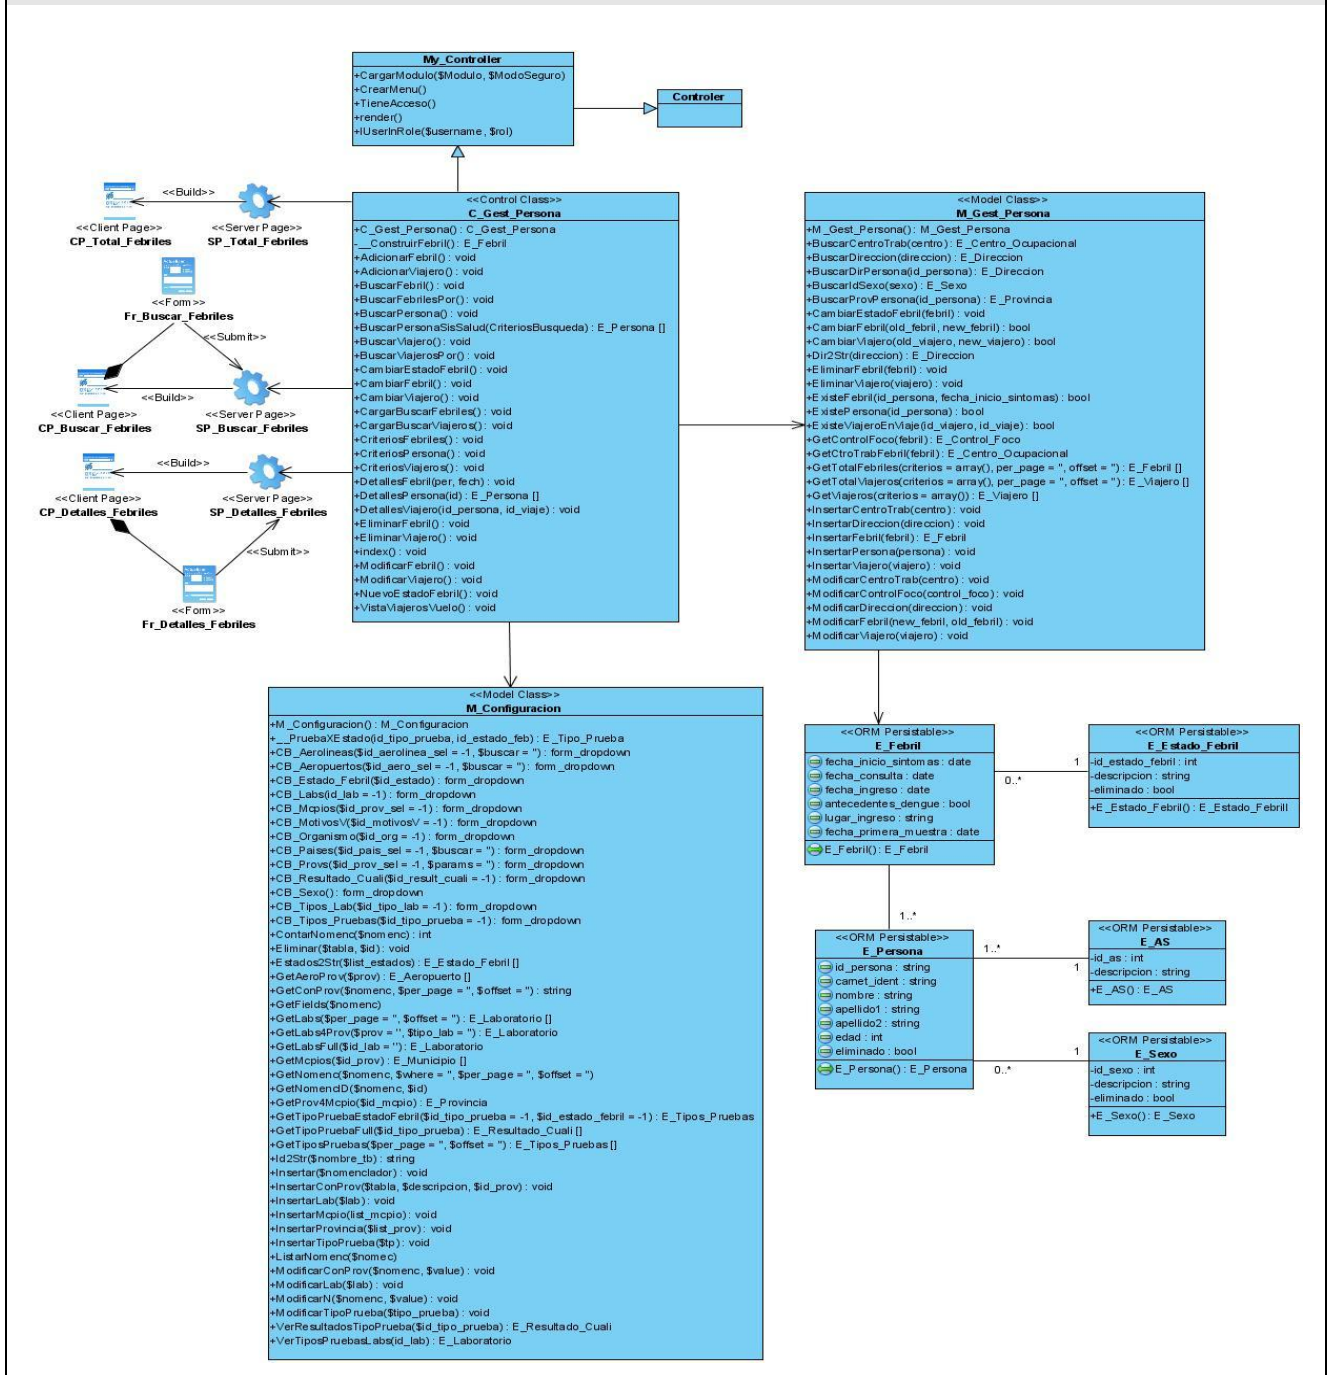 My_Controller
+CargarModulo($Modulo, $ModoSeguro)
+CrearMenu()
+TieneAcceso()
+render()
+IUserInRole($username, $rol)
Controler
<<Build>>
<<Client Page>>
CP_Total_Febriles
<<Server Page>>
SP_Total_Febriles
<<Form>>
Fr_Buscar_Febriles
<<Submit>>
<<Build>>
<<Client Page>>
CP_Buscar_Febriles
<<Server Page>>
SP_Buscar_Febriles
<<Build>>
<<Client Page>>
CP_Detalles_Febriles
<<Server Page>>
SP_Detalles_Febriles
<<Submit>>
<<Form>>
Fr_Detalles_Febriles
<<Control Class>>
C_Gest_Persona
+C_Gest_Persona() : C_Gest_Persona
-__ConstruirFebril() : E_Febril
+AdicionarFebril() : void
+AdicionarViajero() : void
+BuscarFebril() : void
+BuscarFebrilesPor() : void
+BuscarPersona() : void
+BuscarPersonaSisSalud(CriteriosBusqueda) : E_Persona []
+BuscarViajero() : void
+BuscarViajerosPor() : void
+CambiarEstadoFebril() : void
+CambiarFebril() : void
+CambiarViajero() : void
+CargarBuscarFebriles() : void
+CargarBuscarViajeros() : void
+CriteriosFebriles() : void
+CriteriosPersona() : void
+CriteriosViajeros() : void
+DetallesFebril(per, fech) : void
+DetallesPersona(id) : E_Persona []
+DetallesViajero(id_persona, id_viaje) : void
+EliminarFebril() : void
+EliminarViajero() : void
+index() : void
+ModificarFebril() : void
+ModificarViajero() : void
+NuevoEstadoFebril() : void
+VistaViajerosVuelo() : void
<<Model Class>>
M_Gest_Persona
+M_Gest_Persona() : M_Gest_Persona
+BuscarCentroTrab(centro) : E_Centro_Ocupacional
+BuscarDireccion(direccion) : E_Direccion
+BuscarDirPersona(id_persona) : E_Direccion
+BuscarIdSexo(sexo) : E_Sexo
+BuscarProvPersona(id_persona) : E_Provincia
+CambiarEstadoFebril(febril) : void
+CambiarFebril(old_febril, new_febril) : bool
+CambiarViajero(old_viajero, new_viajero) : bool
+Dir2Str(direccion) : E_Direccion
+EliminarFebril(febril) : void
+EliminarViajero(viajero) : void
+ExisteFebril(id_persona, fecha_inicio_sintomas) : bool
+ExistePersona(id_persona) : bool
+ExisteViajeroEnViaje(id_viajero, id_viaje) : bool
+GetControlFoco(febril) : E_Control_Foco
+GetCtroTrabFebril(febril) : E_Centro_Ocupacional
+GetTotalFebriles(criterios = array(), per_page = '', offset = '') : E_Febril []
+GetTotalViajeros(criterios = array(), per_page = '', offset = '') : E_Viajero []
+GetViajeros(criterios = array()) : E_Viajero []
+InsertarCentroTrab(centro) : void
+InsertarDireccion(direccion) : void
+InsertarFebril(febril) : E_Febril
+InsertarPersona(persona) : void
+InsertarViajero(viajero) : void
+ModificarCentroTrab(centro) : void
+ModificarControlFoco(control_foco) : void
+ModificarDireccion(direccion) : void
+ModificarFebril(new_febril, old_febril) : void
+ModificarViajero(viajero) : void
<<Model Class>>
M_Configuracion
+M_Configuracion() : M_Configuracion
+__PruebaXEstado(id_tipo_prueba, id_estado_feb) : E_Tipo_Prueba
+CB_Aerolineas($id_aerolinea_sel = -1, $buscar = '') : form_dropdown
+CB_Aeropuertos($id_aero_sel = -1, $buscar = '') : form_dropdown
+CB_Estado_Febril($id_estado) : form_dropdown
+CB_Labs(id_lab = -1) : form_dropdown
+CB_Mcpios($id_prov_sel = -1) : form_dropdown
+CB_MotivosV($id_motivosV = -1) : form_dropdown
+CB_Organismo($id_org = -1) : form_dropdown
+CB_Paises($id_pais_sel = -1, $buscar = '') : form_dropdown
+CB_Provs($id_prov_sel = -1, $params = '') : form_dropdown
+CB_Resultado_Cuali($id_result_cuali = -1) : form_dropdown
+CB_Sexo() : form_dropdown
+CB_Tipos_Lab($id_tipo_lab = -1) : form_dropdown
+CB_Tipos_Pruebas($id_tipo_prueba = -1) : form_dropdown
+ContarNomenc($nomenc) : int
+Eliminar($tabla, $id) : void
+Estados2Str($list_estados) : E_Estado_Febril []
+GetAeroProv($prov) : E_Aeropuerto []
+GetConProv($nomenc, $per_page = '', $offset = '') : string
+GetFields($nomenc)
+GetLabs($per_page = '', $offset = '') : E_Laboratorio []
+GetLabs4Prov($prov = '', $tipo_lab = '') : E_Laboratorio
+GetLabsFull($id_lab = '') : E_Laboratorio
+GetMcpios($id_prov) : E_Municipio []
+GetNomenc($nomenc, $where = '', $per_page = '', $offset = '')
+GetNomencID($nomenc, $id)
+GetProv4Mcpio($id_mcpio) : E_Provincia
+GetTipoPruebaEstadoFebril($id_tipo_prueba = -1, $id_estado_febril = -1) : E_Tipos_Pruebas
+GetTipoPruebaFull($id_tipo_prueba) : E_Resultado_Cuali []
+GetTiposPruebas($per_page = '', $offset = '') : E_Tipos_Pruebas []
+Id2Str($nombre_tb) : string
+Insertar($nomenclador) : void
+InsertarConProv($tabla, $descripcion, $id_prov) : void
+InsertarLab($lab) : void
+InsertarMcpio(list_mcpio) : void
+InsertarProvincia($list_prov) : void
+InsertarTipoPrueba($tp) : void
+ListarNomenc($nomec)
+ModificarConProv($nomenc, $value) : void
+ModificarLab($lab) : void
+ModificarN($nomenc, $value) : void
+ModificarTipoPrueba($tipo_prueba) : void
+VerResultadosTipoPrueba($id_tipo_prueba) : E_Resultado_Cuali
+VerTiposPruebasLabs(id_lab) : E_Laboratorio
<<ORM Persistable>>
E_Febril
fecha_inicio_sintomas : date
fecha_consulta : date
fecha_ingreso : date
antecedentes_dengue : bool
lugar_ingreso : string
fecha_primera_muestra : date
E_Febril() : E_Febril
1
0..*
<<ORM Persistable>>
E_Estado_Febril
-id_estado_febril : int
-descripcion : string
-eliminado : bool
+E_Estado_Febril() : E_Estado_Febrill
1..*
<<ORM Persistable>>
E_Persona
id_persona : string
carnet_ident : string
nombre : string
apellido1 : string
apellido2 : string
edad : int
eliminado : bool
E_Persona() : E_Persona
1..*
1
<<ORM Persistable>>
E_AS
-id_as : int
-descripcion : string
+E_AS() : E_AS
1
0..*
<<ORM Persistable>>
E_Sexo
-id_sexo : int
-descripcion : string
-eliminado : bool
+E_Sexo() : E_Sexo